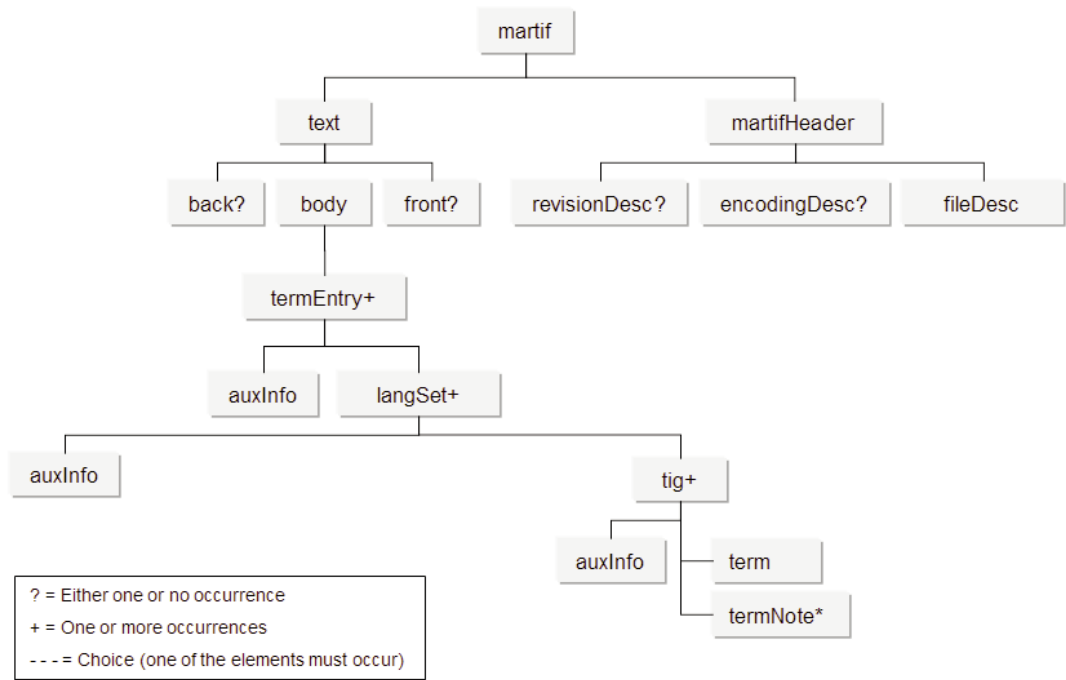 martif
text
martifHeader
back?
body
front?
revisionDesc?
encodingDesc?
fileDesc
termEntry+
auxInfo
langSet+
auxInfo
tig+
auxInfo
term
termNote*
? = Either one or no occurrence
+ = One or more occurrences
- - - = Choice (one of the elements must occur)